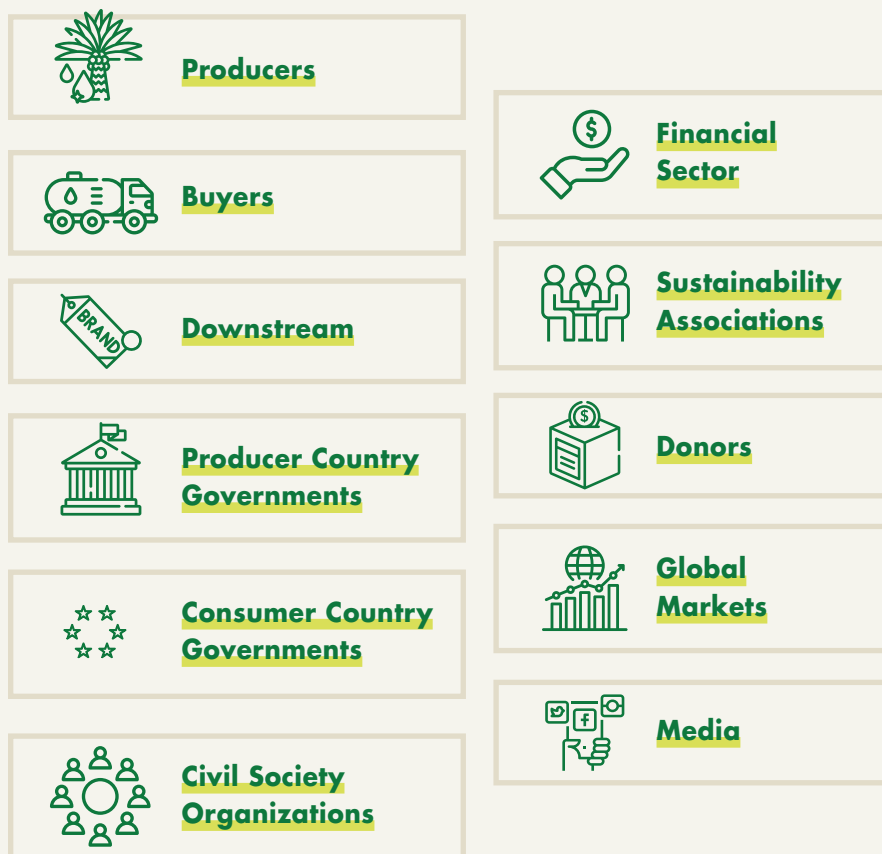 Producers
Buyers
BRAND
Downstream
Producer Country
Governments
Consumer Country
Governments
Civil Society
Organizations
$
Financial
Sector
Sustainability
Associations
$
Donors
Global
Markets
f
Media